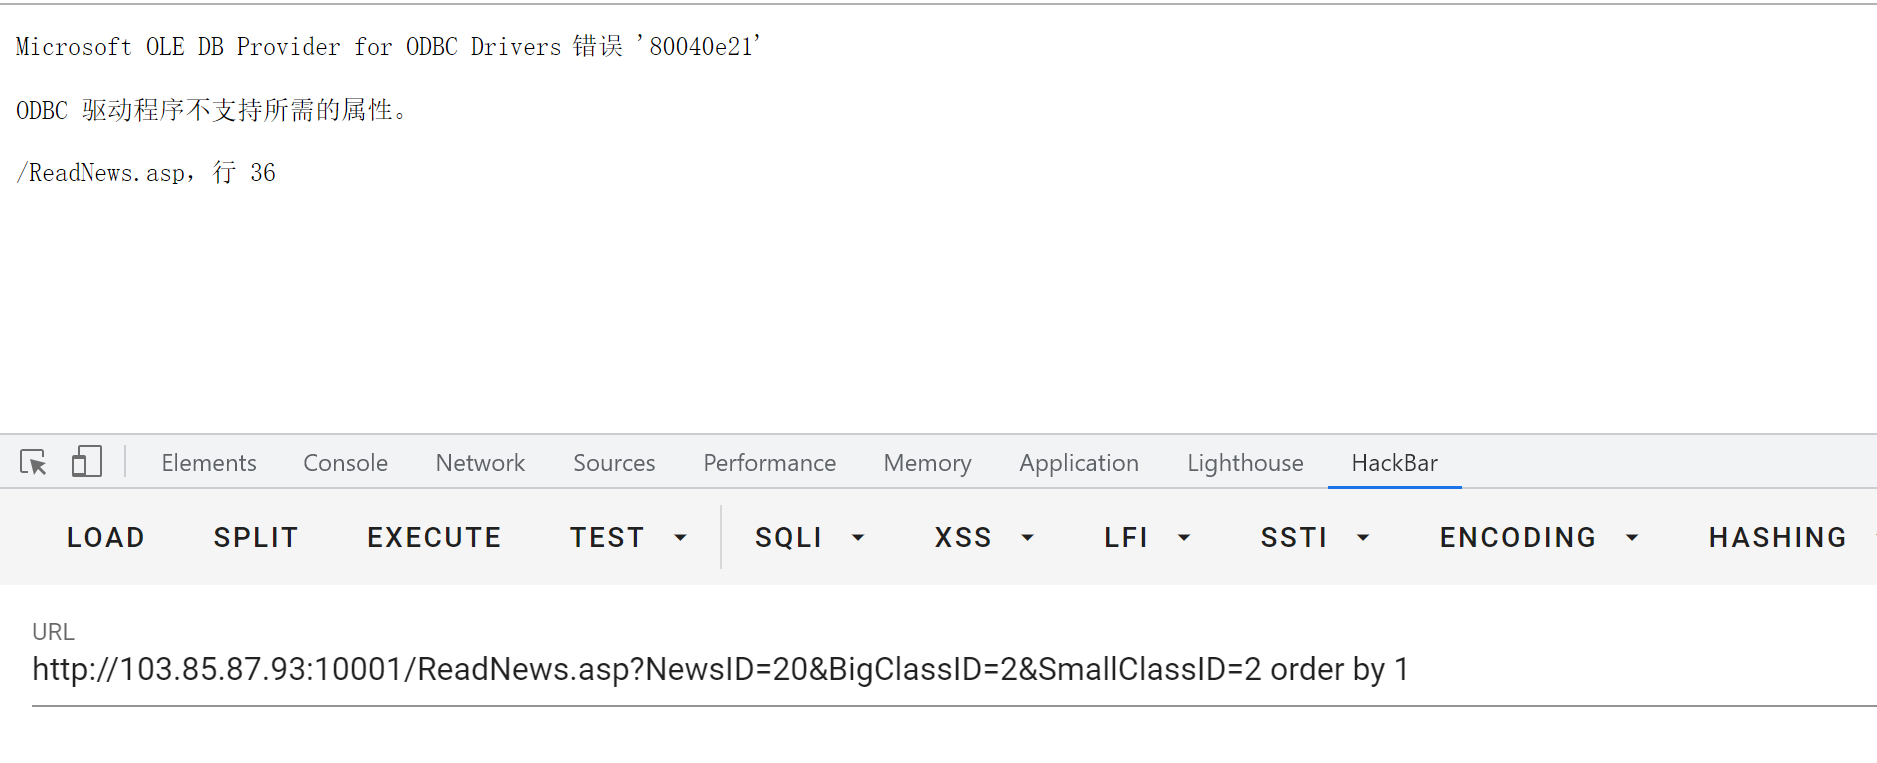 Microsoft OLE DB Provider for ODBC Drivers 错误 '80040e21'
ODBC 驱动程序不支持所需的属性。
/ReadNews.asp，行 36
Elements Console Network Sources Performance Memory Application Lighthouse HackBar
LOAD SPLIT EXECUTE TEST SQLI XSS LFI SSTI ENCODING HASHING
URL
http://103.85.87.93:10001/ReadNews.asp?NewsID=20&BigClassID=2&SmallClassID=2 order by 1